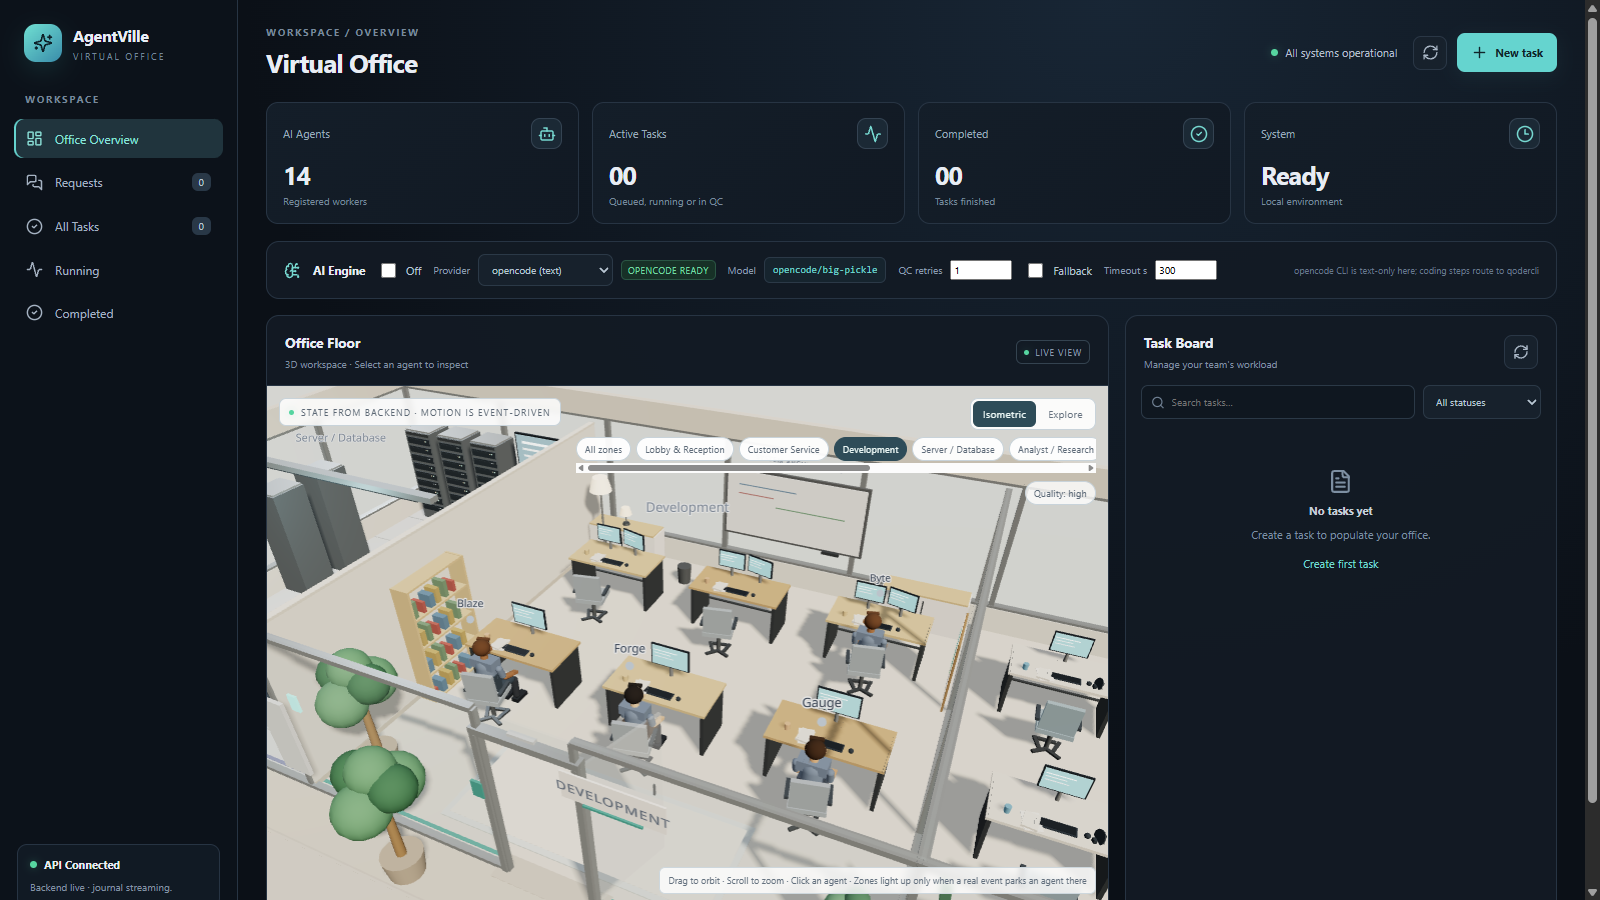 AgentVille
VIRTUAL OFFICE
WORKSPACE
Office Overview
Requests 0
All Tasks 0
Running
Completed
API Connected
Backend live · journal streaming.
WORKSPACE / OVERVIEW
Virtual Office
All systems operational
New task
AI Agents
14
Registered workers
Active Tasks
00
Queued, running or in QC
Completed
00
Tasks finished
System
Ready
Local environment
AI Engine Off Provider opencode (text) OPENCODE READY Model opencode/big-pickle QC retries 1 Fallback Timeout s 300 opencode CLI is text-only here; coding steps route to qodercli
Office Floor
3D workspace · Select an agent to inspect
LIVE VIEW
STATE FROM BACKEND · MOTION IS EVENT-DRIVEN
Isometric Explore
Server / Database
All zones Lobby & Reception Customer Service Development Server / Database Analyst / Research
Quality: high
Development
Byte
Blaze
Forge
Gauge
DEVELOPMENT
Drag to orbit · Scroll to zoom · Click an agent · Zones light up only when a real event parks an agent there
Task Board
Manage your team's workload
Search tasks...
All statuses
No tasks yet
Create a task to populate your office.
Create first task